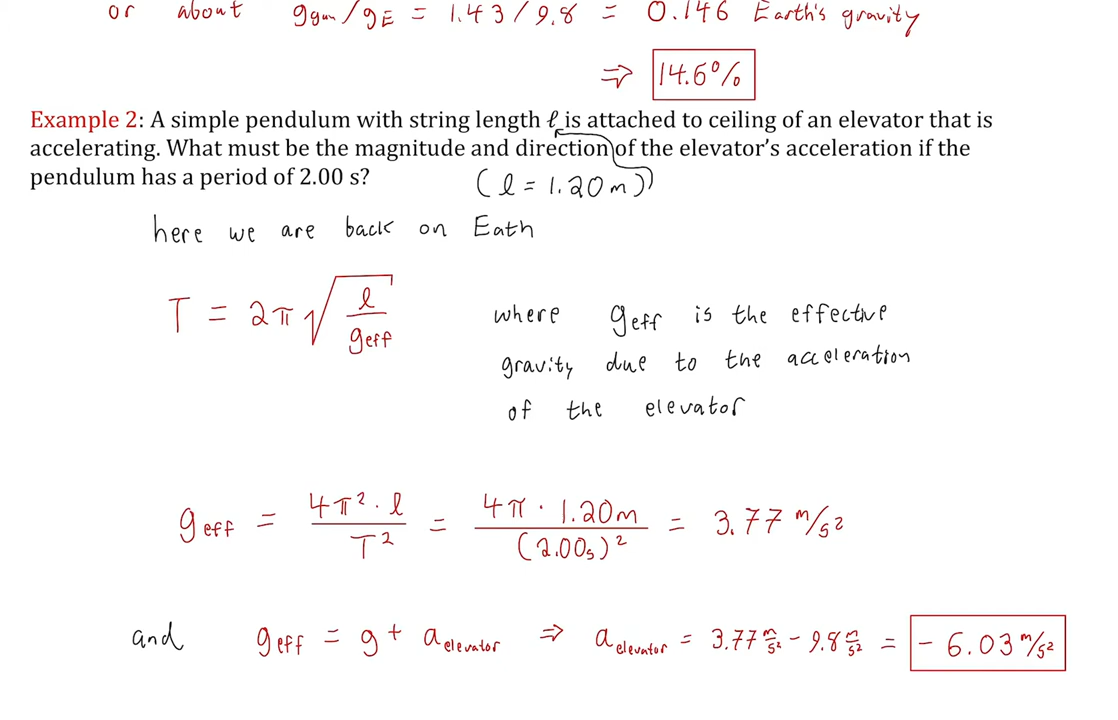 or about g_gan/g_E = 1.43/9.8 = 0.146 Earth's gravity
⇒ 14.6%
Example 2: A simple pendulum with string length ℓ is attached to ceiling of an elevator that is
accelerating. What must be the magnitude and direction of the elevator's acceleration if the
pendulum has a period of 2.00 s? (ℓ = 1.20m)
here we are back on Eath
T = 2π √(ℓ/g_eff) where g_eff is the effective
gravity due to the acceleration
of the elevator
g_eff = (4π² · ℓ)/T² = (4π · 1.20m)/(2.00s)² = 3.77 m/s²
and g_eff = g + a_elevator ⇒ a_elevator = 3.77 m/s² - 9.8 m/s² = - 6.03 m/s²